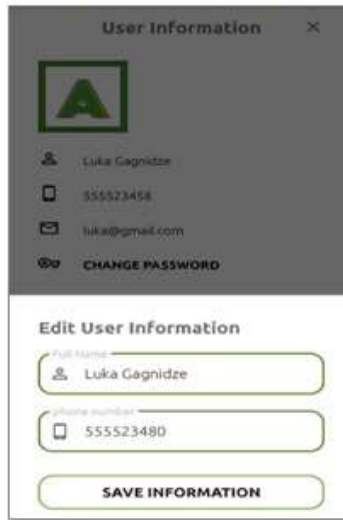 User Information
A
Luka Gagnidze
555523458
luka@gmail.com
CHANGE PASSWORD
Edit User Information
Full Name
Luka Gagnidze
phone number
555523480
SAVE INFORMATION